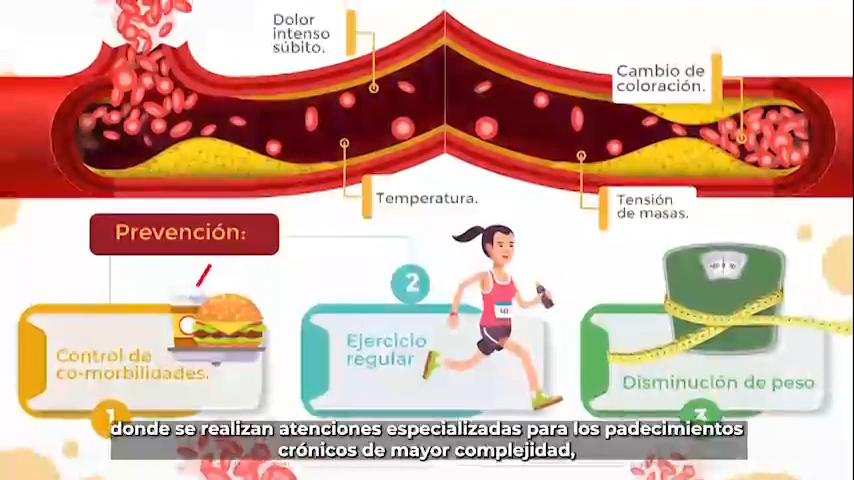 Dolor
intenso
súbito.
Cambio de
coloración.
Temperatura.
Tensión
de masas.
Prevención:
2
Control de
co-morbilidades.
Ejercicio
regular
Disminución de peso
1
3
donde se realizan atenciones especializadas para los padecimientos
crónicos de mayor complejidad,